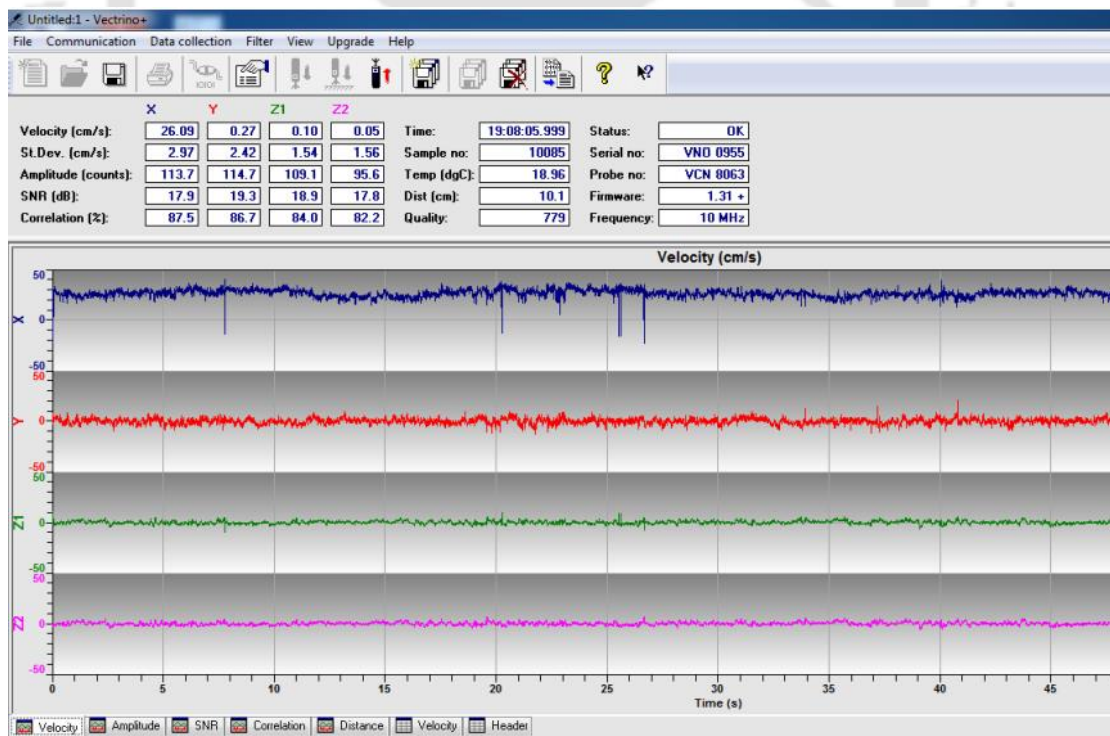 Untitled:1 - Vectrino+
File Communication Data collection Filter View Upgrade Help
X Y Z1 Z2
Velocity (cm/s): 26.09 0.27 0.10 0.05 Time: 19:08:05.999 Status: OK
St.Dev. (cm/s): 2.97 2.42 1.54 1.56 Sample no: 10085 Serial no: VNO 0955
Amplitude (counts): 113.7 114.7 109.1 95.6 Temp (dgC): 18.96 Probe no: VCN 8063
SNR (dB): 17.9 19.3 18.9 17.8 Dist (cm): 10.1 Firmware: 1.31 +
Correlation (%): 87.5 86.7 84.0 82.2 Quality: 779 Frequency: 10 MHz
Velocity (cm/s)
50
X 0
-50
50
Y 0
-50
50
Z1 0
-50
50
Z2 0
-50
0 5 10 15 20 25 30 35 40 45
Time (s)
Velocity Amplitude SNR Correlation Distance Velocity Header